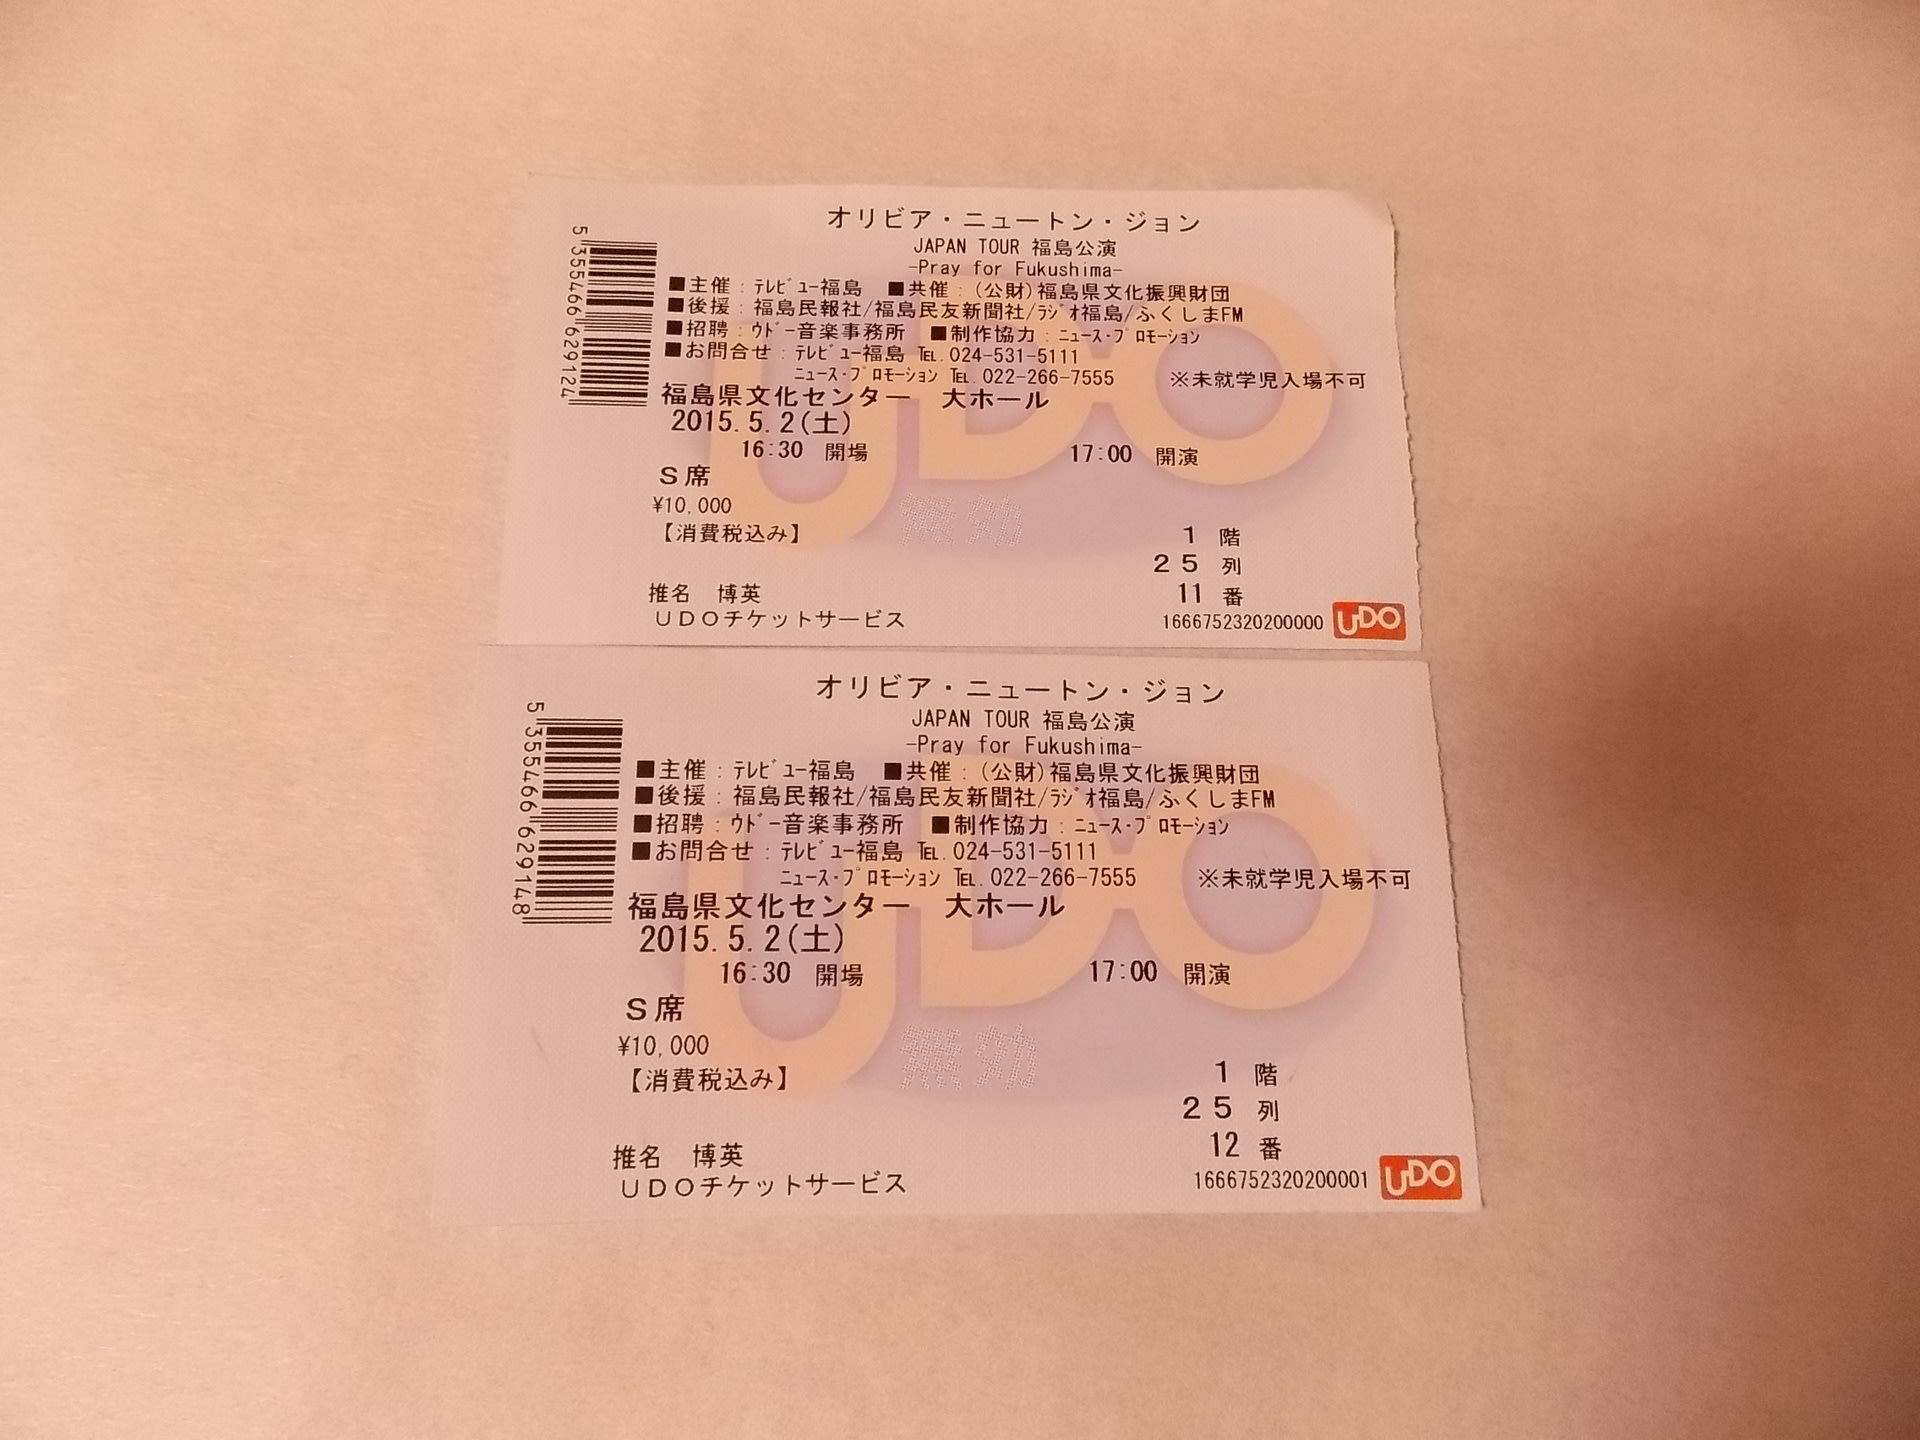 オリビア・ニュートン・ジョン
JAPAN TOUR 福島公演
-Pray for Fukushima-
■主催：ﾃﾚﾋﾞｭｰ福島 ■共催：(公財)福島県文化振興財団
■後援：福島民報社/福島民友新聞社/ﾗｼﾞｵ福島/ふくしまFM
■招聘：ｳﾄﾞｰ音楽事務所 ■制作協力：ﾆｭｰｽ・ﾌﾟﾛﾓｰｼｮﾝ
■お問合せ：ﾃﾚﾋﾞｭｰ福島 TEL.024-531-5111
ﾆｭｰｽ・ﾌﾟﾛﾓｰｼｮﾝ TEL.022-266-7555 ※未就学児入場不可
福島県文化センター 大ホール
2015.5.2(土)
16:30 開場 17:00 開演
S席
¥10,000
無効
【消費税込み】
1 階
25 列
11 番
椎名 博英
UDOチケットサービス
1666752320200000 UDO
5355466629124
UDO
オリビア・ニュートン・ジョン
JAPAN TOUR 福島公演
-Pray for Fukushima-
■主催：ﾃﾚﾋﾞｭｰ福島 ■共催：(公財)福島県文化振興財団
■後援：福島民報社/福島民友新聞社/ﾗｼﾞｵ福島/ふくしまFM
■招聘：ｳﾄﾞｰ音楽事務所 ■制作協力：ﾆｭｰｽ・ﾌﾟﾛﾓｰｼｮﾝ
■お問合せ：ﾃﾚﾋﾞｭｰ福島 TEL.024-531-5111
ﾆｭｰｽ・ﾌﾟﾛﾓｰｼｮﾝ TEL.022-266-7555 ※未就学児入場不可
福島県文化センター 大ホール
2015.5.2(土)
16:30 開場 17:00 開演
S席
¥10,000
無効
【消費税込み】
1 階
25 列
12 番
椎名 博英
UDOチケットサービス
1666752320200001 UDO
5355466629148
UDO